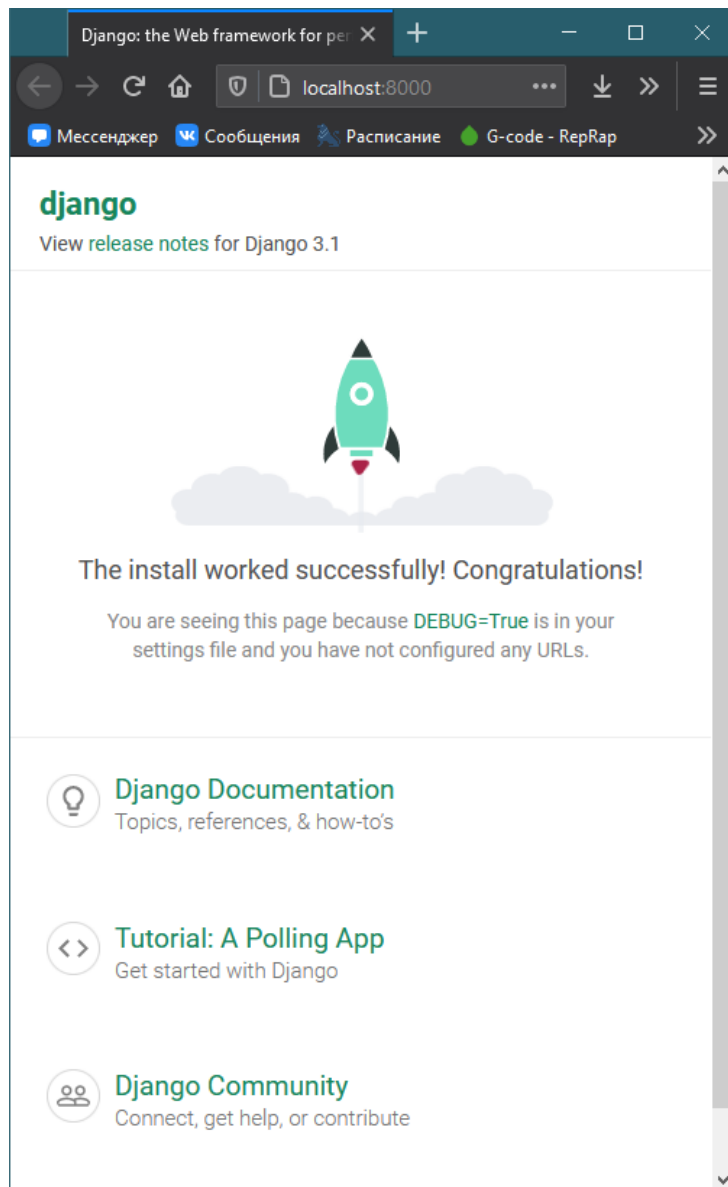 Django: the Web framework for per
localhost:8000
Мессенджер Сообщения Расписание G-code - RepRap
django
View release notes for Django 3.1
The install worked successfully! Congratulations!
You are seeing this page because DEBUG=True is in your
settings file and you have not configured any URLs.
Django Documentation
Topics, references, & how-to’s
Tutorial: A Polling App
Get started with Django
Django Community
Connect, get help, or contribute